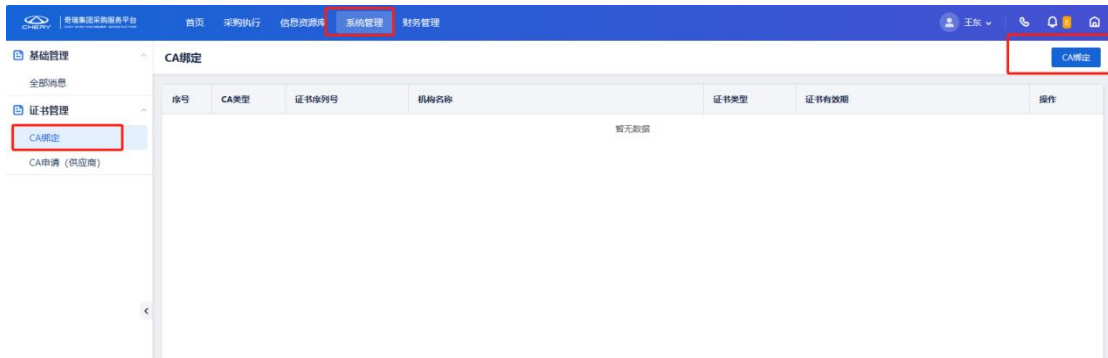 CHERY 奇瑞集团采购服务平台 首页 采购执行 信息资源库 系统管理 财务管理 王东
基础管理
全部消息
证书管理
CA绑定
CA申请（供应商）
CA绑定 CA绑定
序号 CA类型 证书序列号 机构名称 证书类型 证书有效期 操作
暂无数据